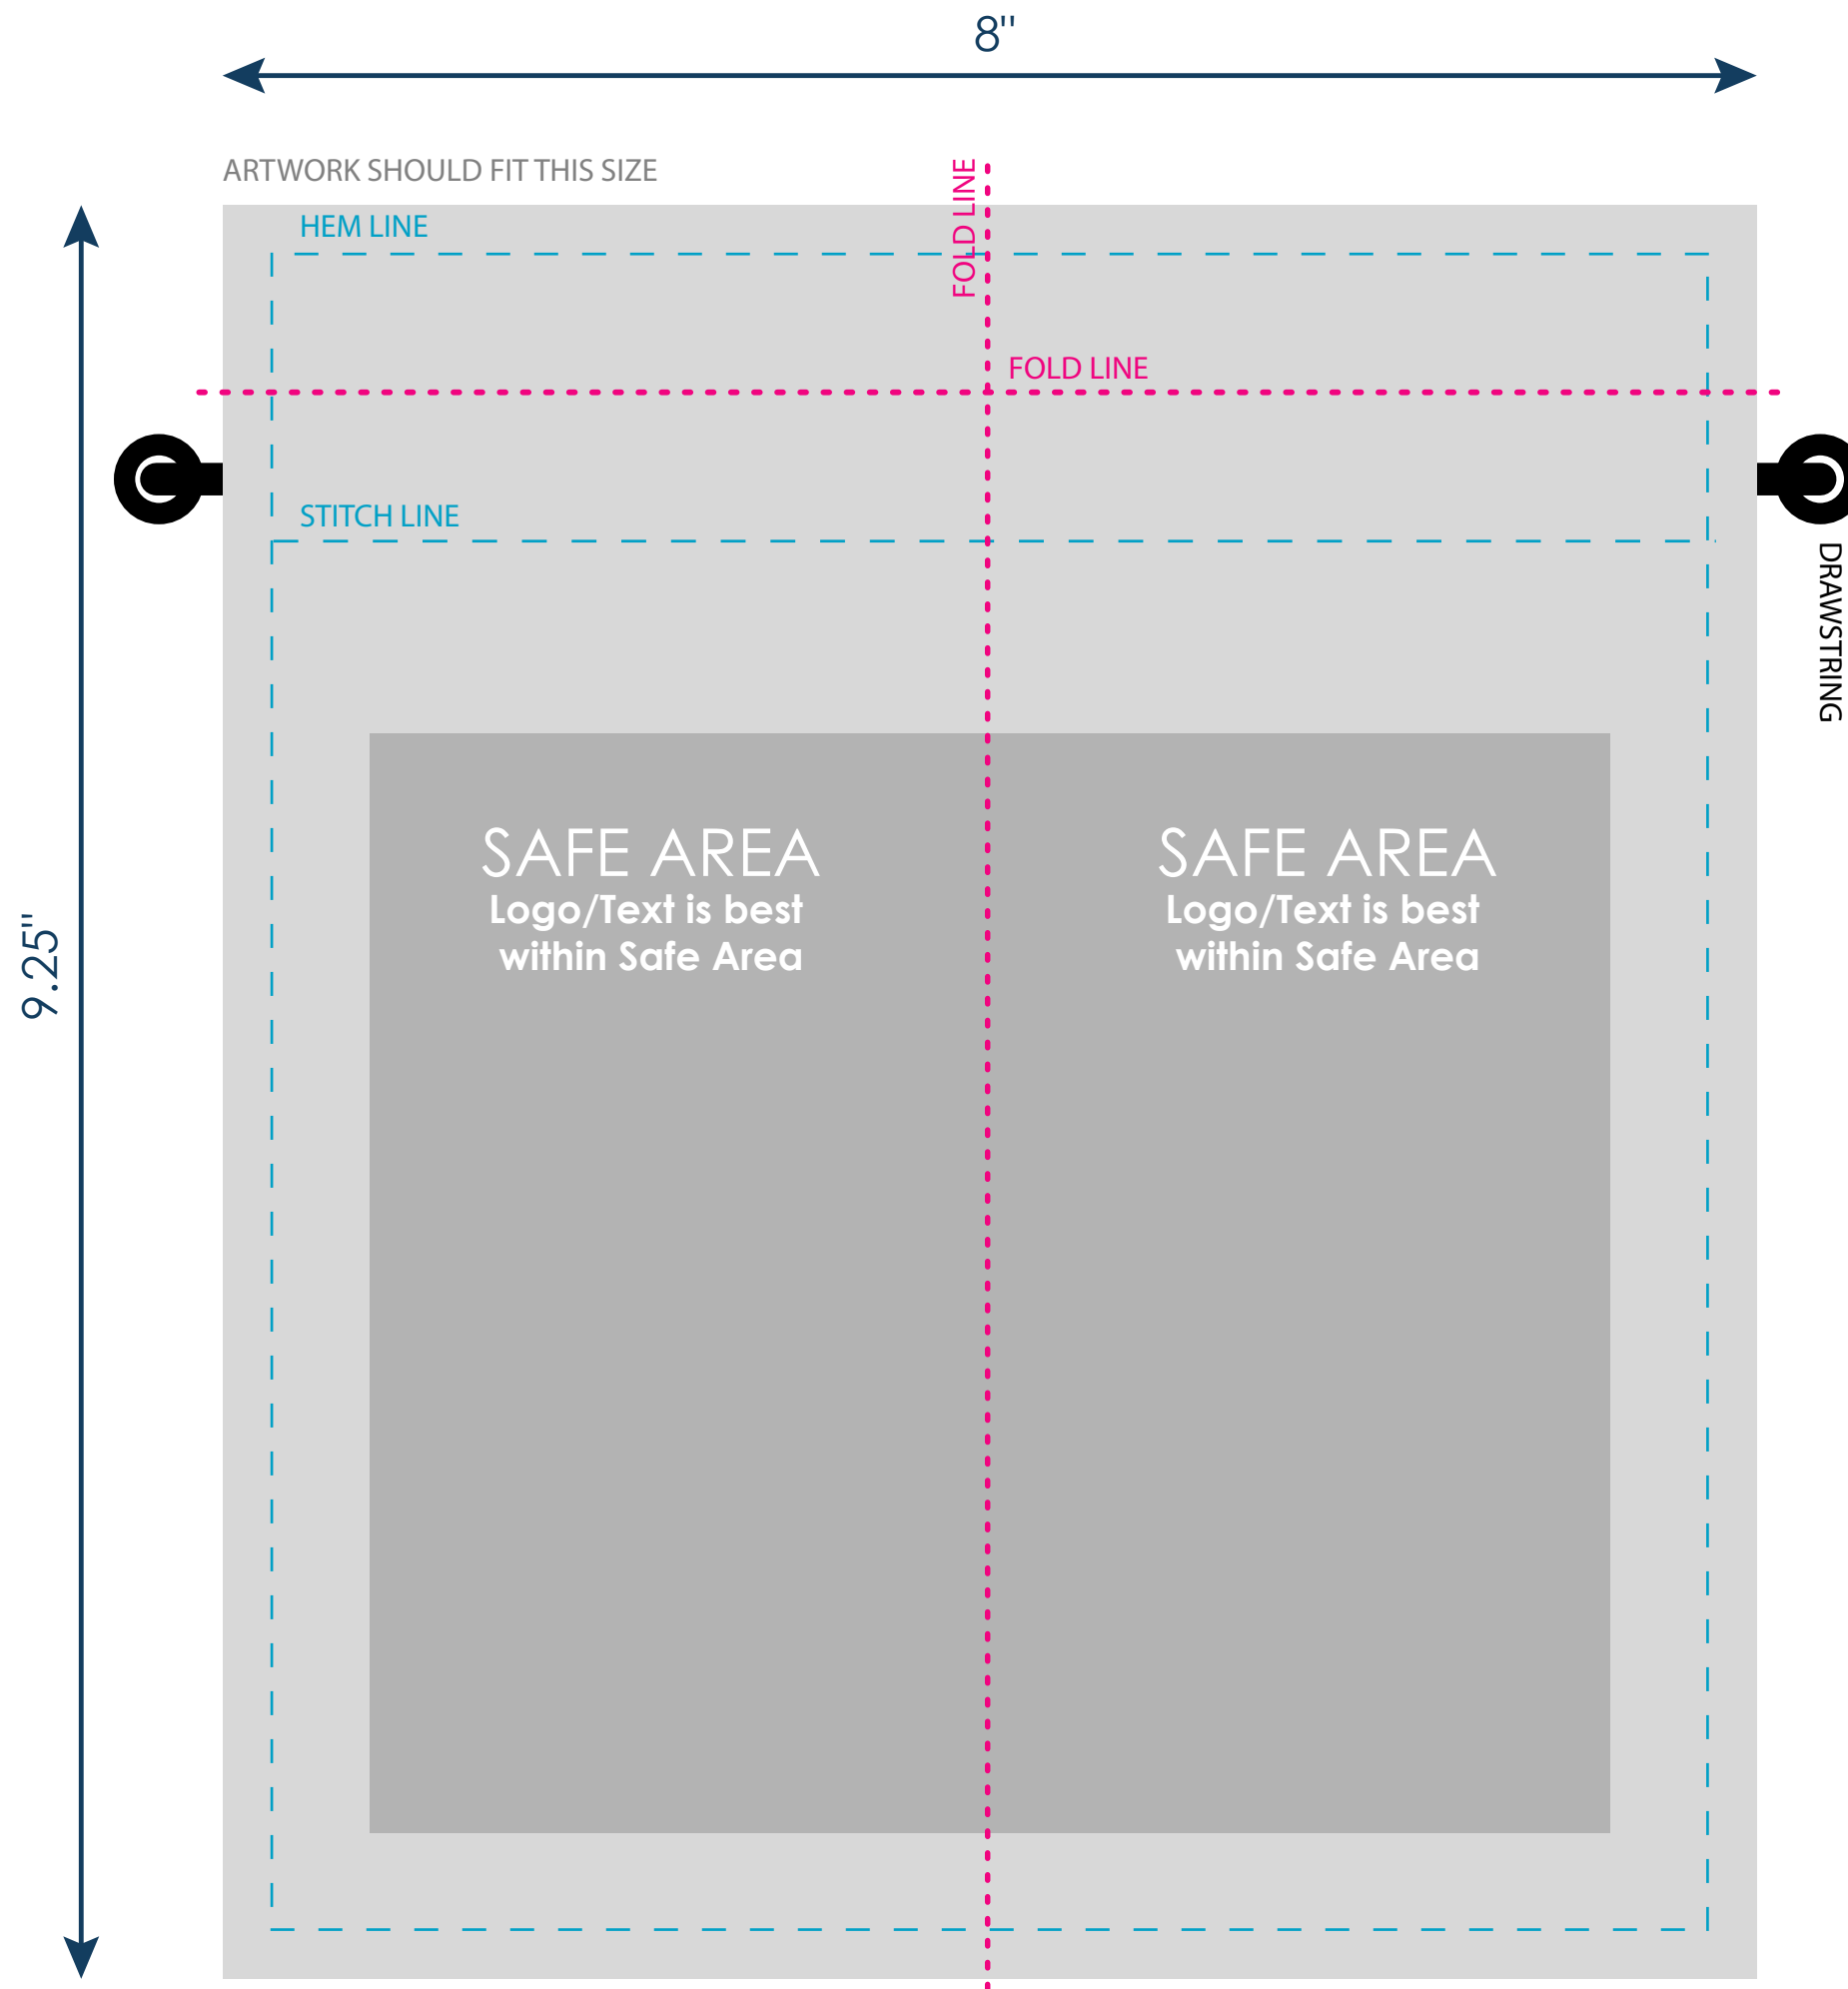 8"
ARTWORK SHOULD FIT THIS SIZE
FOLD LINE
HEM LINE
FOLD LINE
STITCH LINE
DRAWSTRING
SAFE AREA
Logo/Text is best
within Safe Area
SAFE AREA
Logo/Text is best
within Safe Area
9.25"